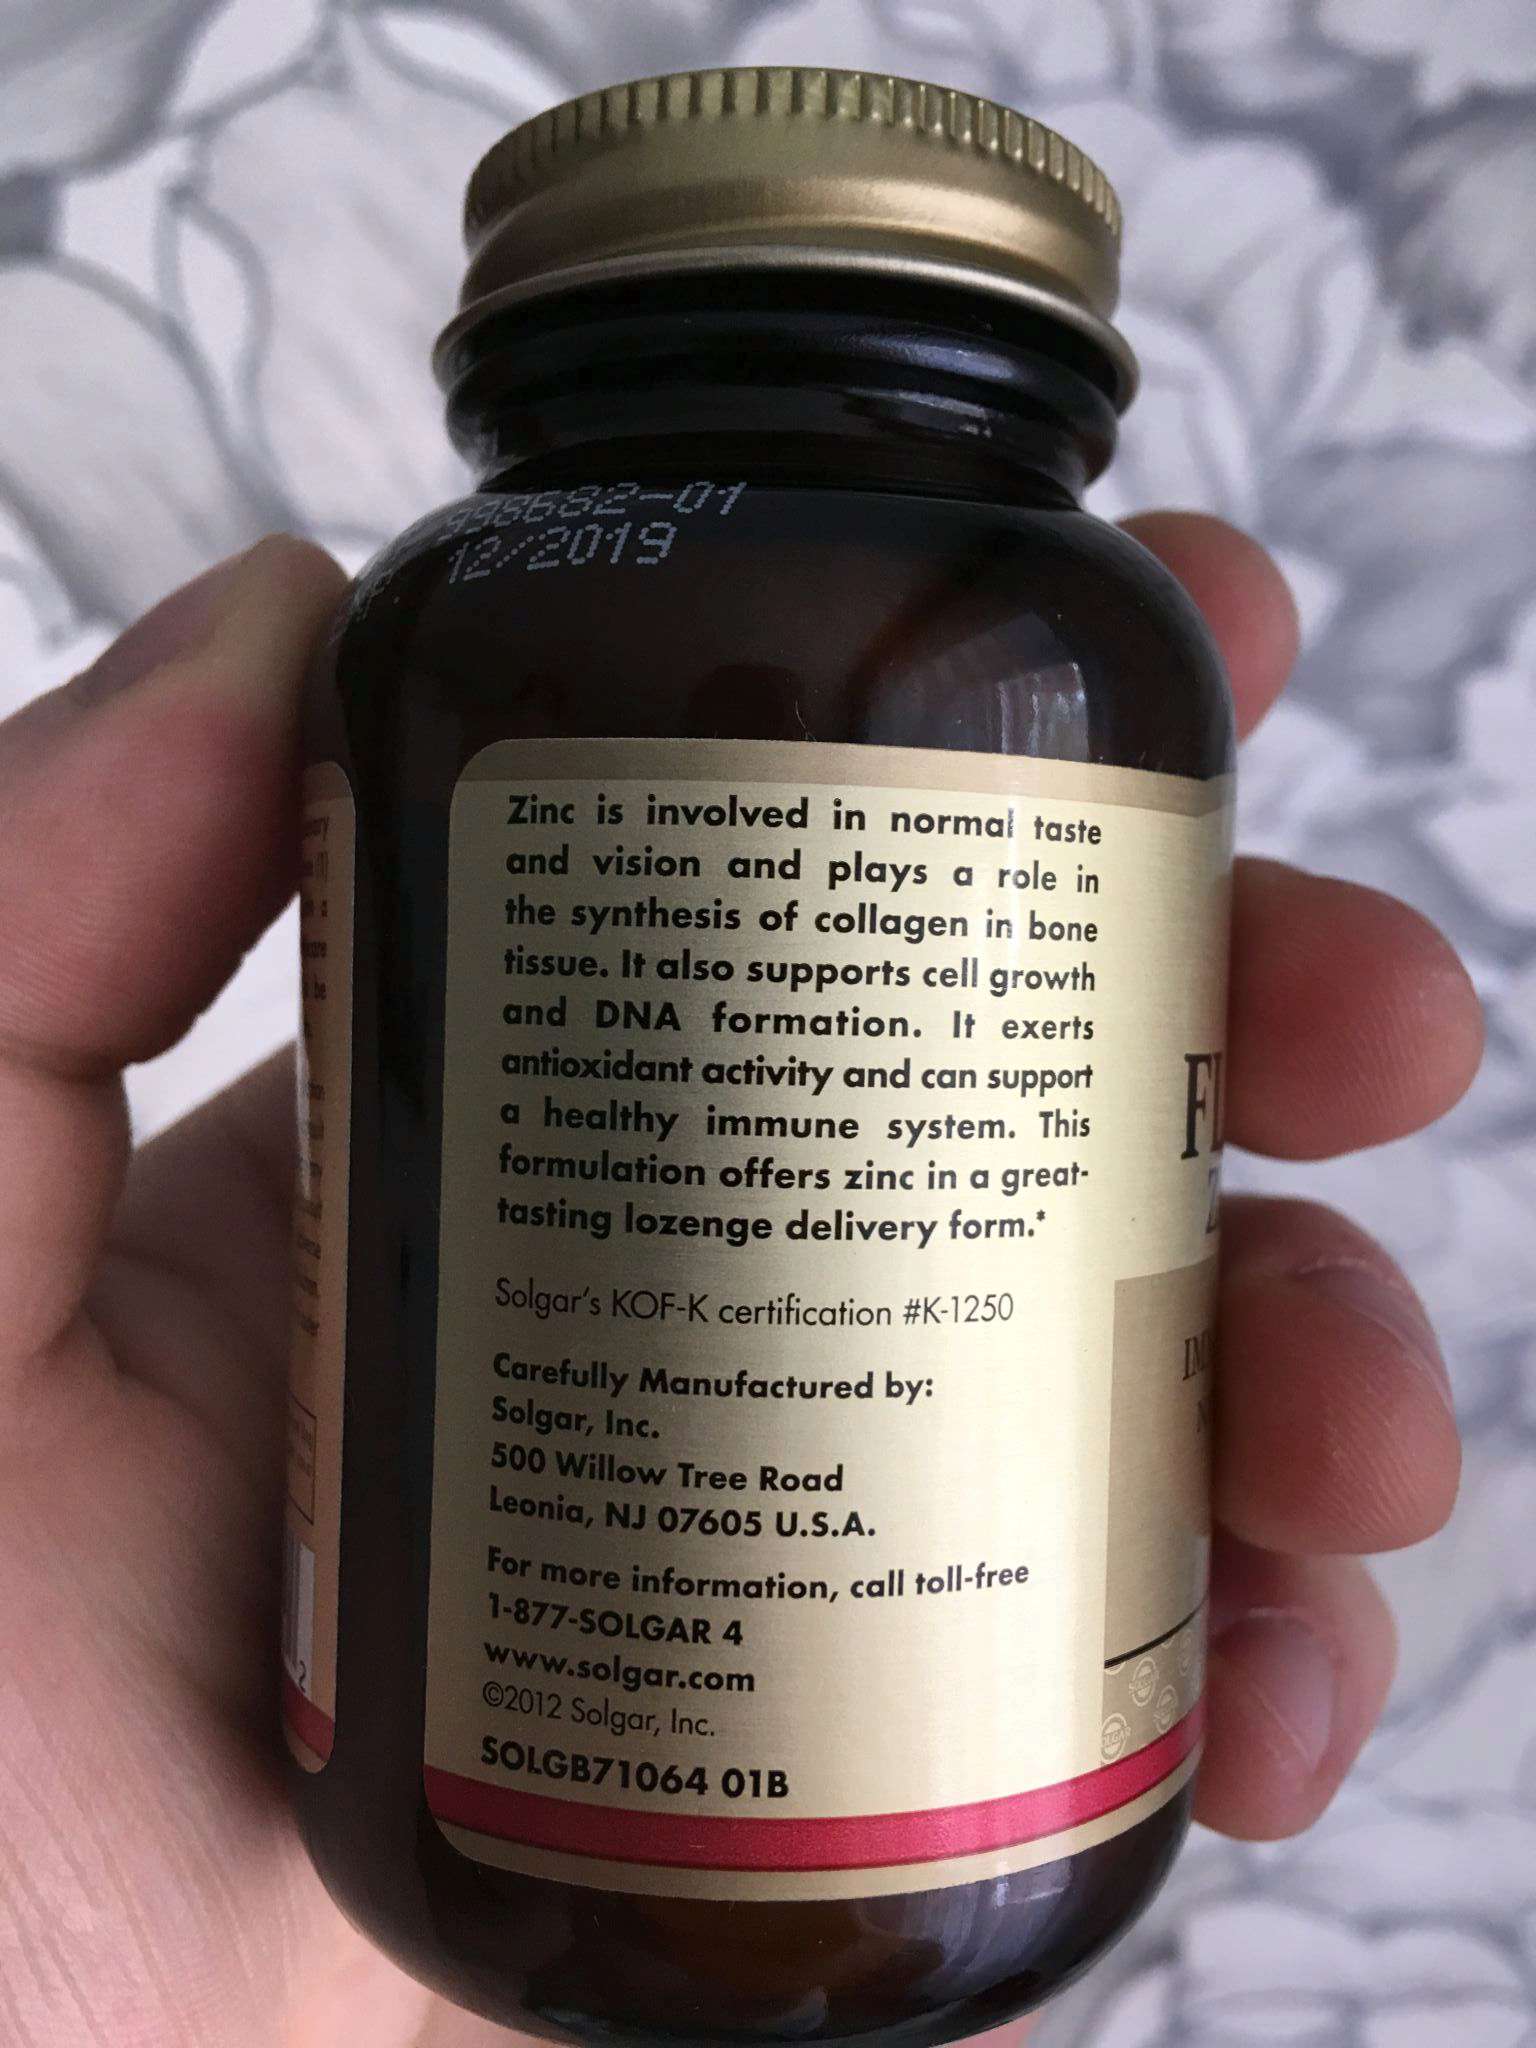 12/2019
Zinc is involved in normal taste
and vision and plays a role in
the synthesis of collagen in bone
tissue. It also supports cell growth
and DNA formation. It exerts
antioxidant activity and can support
a healthy immune system. This
formulation offers zinc in a great-
tasting lozenge delivery form.*
Solgar's KOF-K certification #K-1250
Carefully Manufactured by:
Solgar, Inc.
500 Willow Tree Road
Leonia, NJ 07605 U.S.A.
For more information, call toll-free
1-877-SOLGAR 4
www.solgar.com
©2012 Solgar, Inc.
SOLGB71064 01B